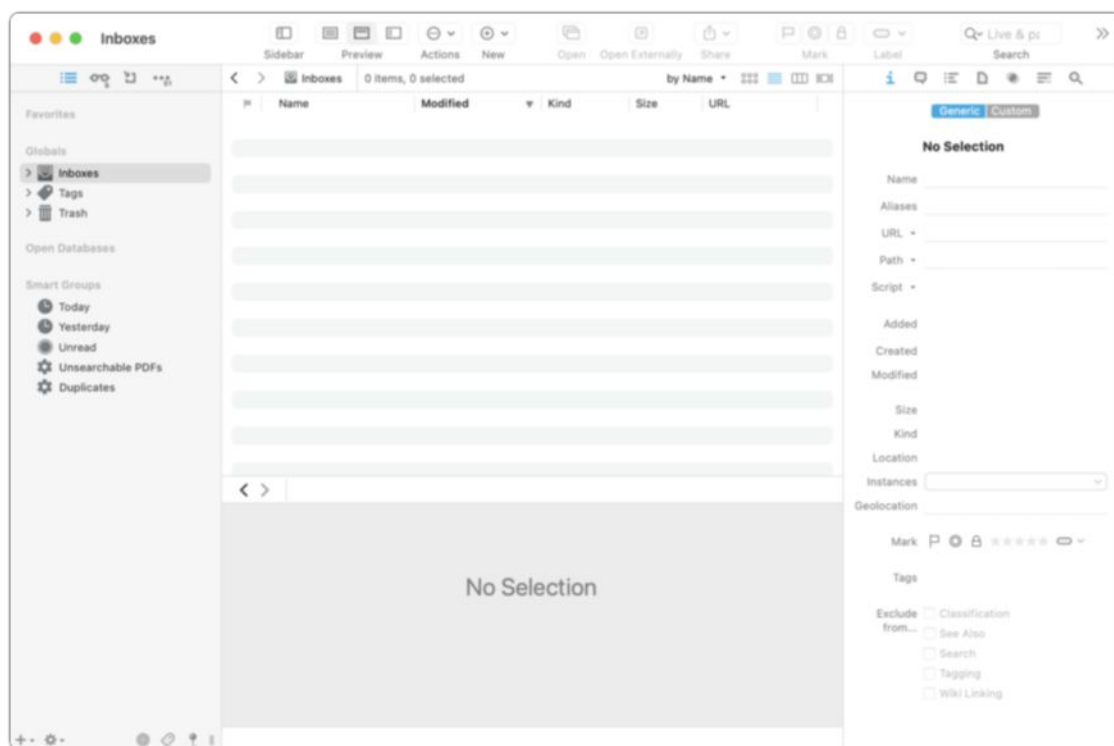 Inboxes
Sidebar
Preview
Actions
New
Open
Open Externally
Share
Mark
Label
Live & pa
Search
Inboxes
0 items, 0 selected
by Name
Name
Modified
Kind
Size
URL
Favorites
Globals
Inboxes
Tags
Trash
Open Databases
Smart Groups
Today
Yesterday
Unread
Unsearchable PDFs
Duplicates
No Selection
Generic Custom
No Selection
Name
Aliases
URL
Path
Script
Added
Created
Modified
Size
Kind
Location
Instances
Geolocation
Mark
Tags
Exclude
from...
Classification
See Also
Search
Tagging
Wiki Linking